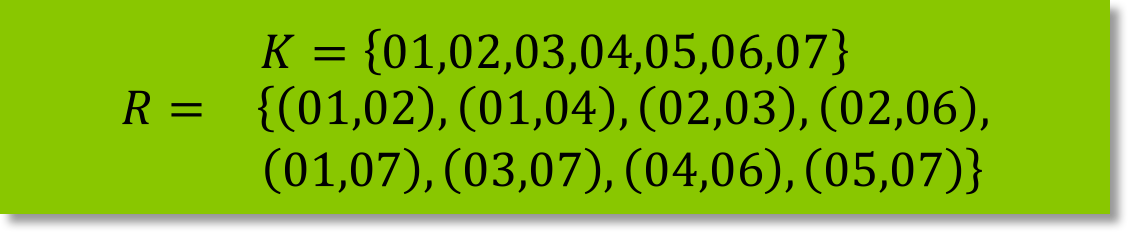 K = {01,02,03,04,05,06,07}
R = {(01,02), (01,04), (02,03), (02,06),
(01,07), (03,07), (04,06), (05,07)}